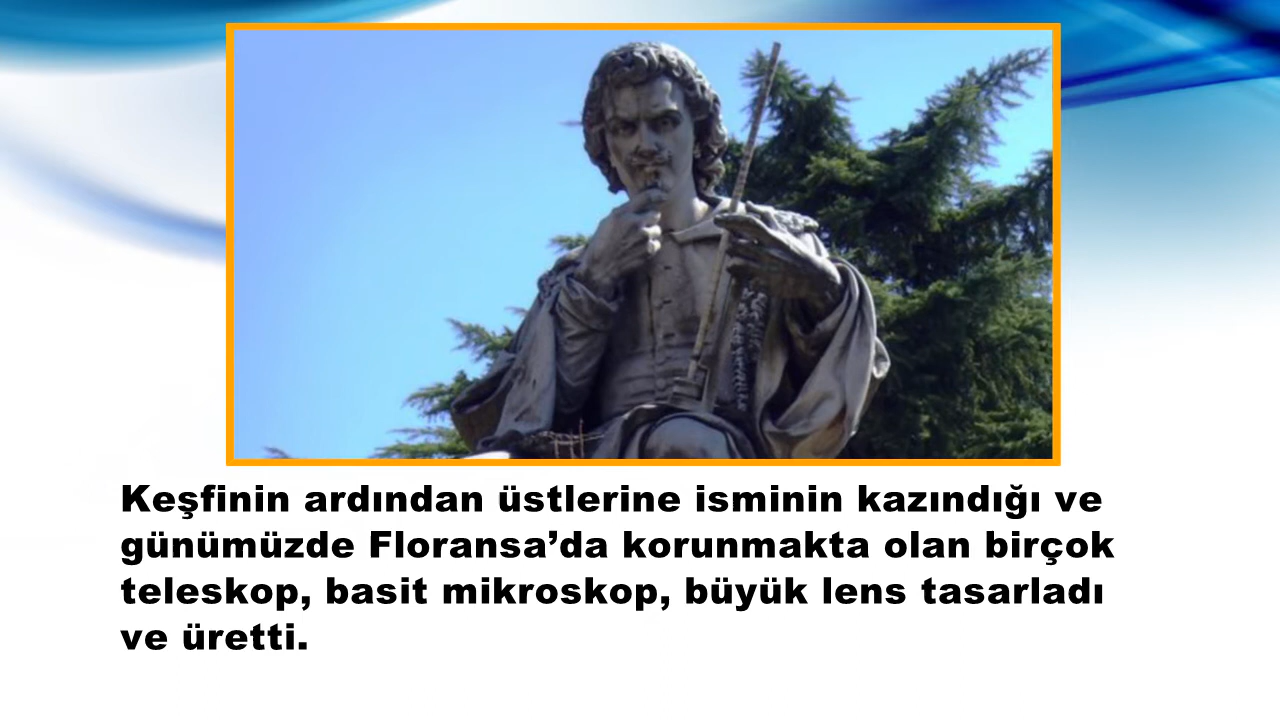 Keşfinin ardından üstlerine isminin kazındığı ve
günümüzde Floransa’da korunmakta olan birçok
teleskop, basit mikroskop, büyük lens tasarladı
ve üretti.